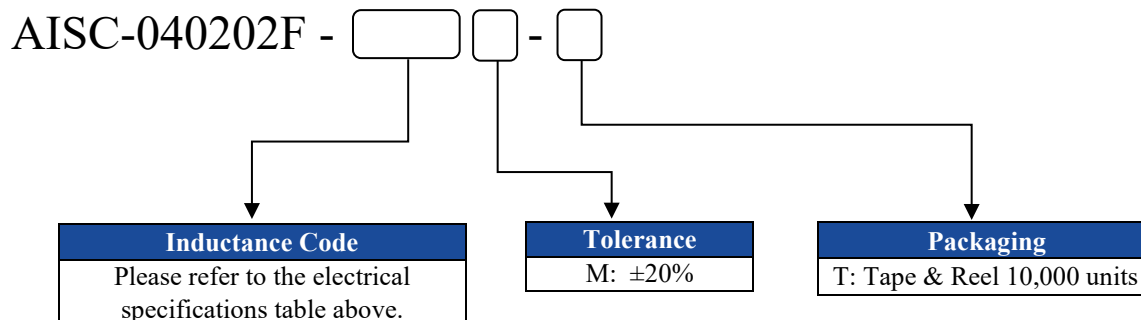 AISC-040202F - -
Inductance Code
Please refer to the electrical
specifications table above.
Tolerance
M: ±20%
Packaging
T: Tape & Reel 10,000 units